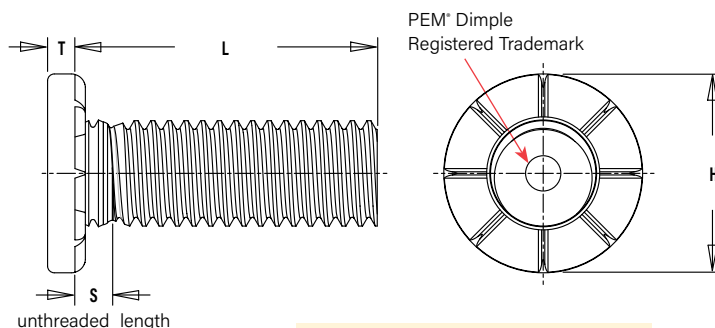 PEM® Dimple
Registered Trademark
T
L
H
S
unthreaded length